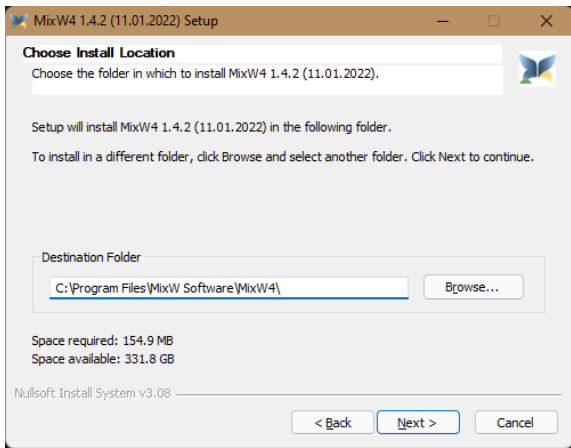 MixW4 1.4.2 (11.01.2022) Setup
Choose Install Location
Choose the folder in which to install MixW4 1.4.2 (11.01.2022).
Setup will install MixW4 1.4.2 (11.01.2022) in the following folder.
To install in a different folder, click Browse and select another folder. Click Next to continue.
Destination Folder
C:\Program Files\MixW Software\MixW4\
Browse...
Space required: 154.9 MB
Space available: 331.8 GB
Nullsoft Install System v3.08
< Back Next > Cancel